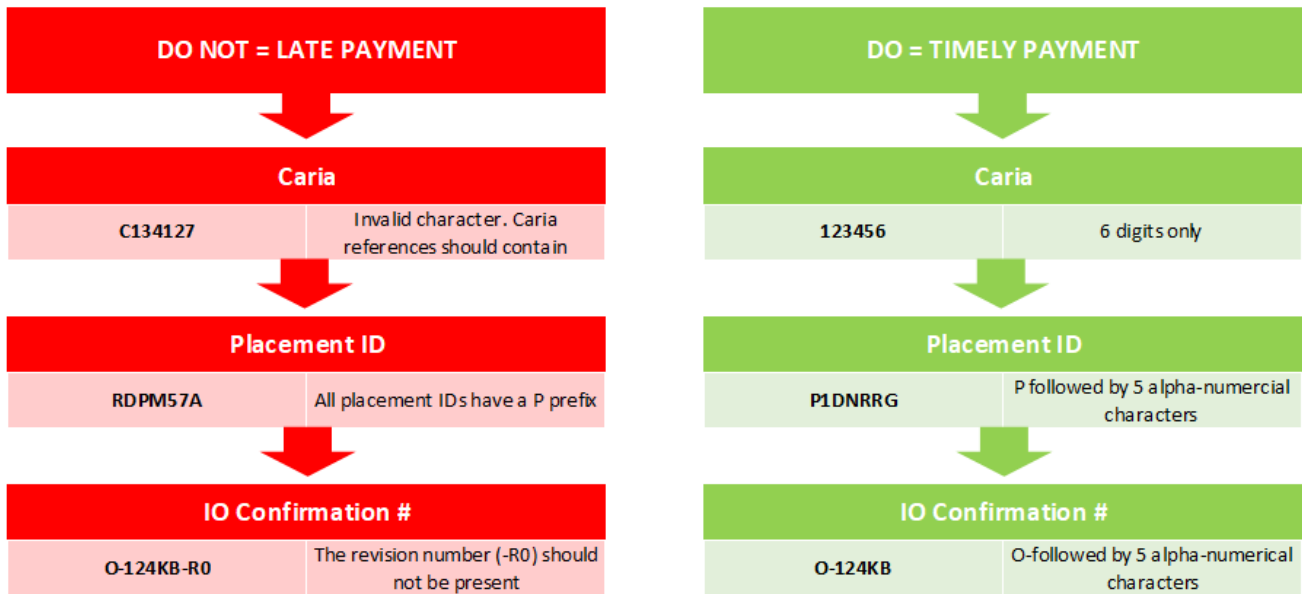 DO NOT = LATE PAYMENT
Caria
C134127
Invalid character. Caria
references should contain
Placement ID
RDPM57A
All placement IDs have a P prefix
IO Confirmation #
O-124KB-R0
The revision number (-R0) should
not be present
DO = TIMELY PAYMENT
Caria
123456
6 digits only
Placement ID
P1DNRRG
P followed by 5 alpha-numercial
characters
IO Confirmation #
O-124KB
O-followed by 5 alpha-numerical
characters